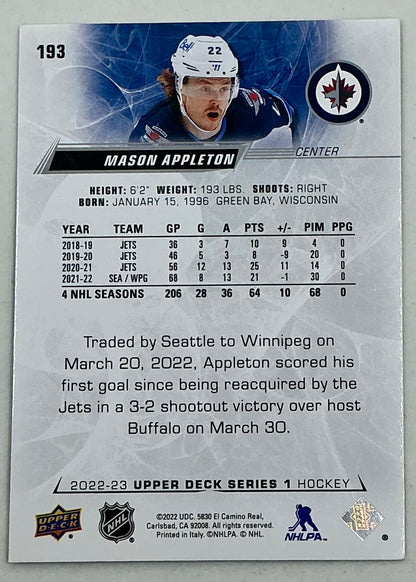 193
22
MASON APPLETON
CENTER
HEIGHT: 6'2" WEIGHT: 193 LBS. SHOOTS: RIGHT
BORN: JANUARY 15, 1996 GREEN BAY, WISCONSIN
YEAR TEAM GP G A PTS +/- PIM PPG
2018-19 JETS 36 3 7 10 9 4 0
2019-20 JETS 46 5 3 8 -9 20 0
2020-21 JETS 56 12 13 25 11 14 0
2021-22 SEA / WPG 68 8 13 21 -1 30 0
4 NHL SEASONS 206 28 36 64 10 68 0
Traded by Seattle to Winnipeg on
March 20, 2022, Appleton scored his
first goal since being reacquired by the
Jets in a 3-2 shootout victory over host
Buffalo on March 30.
2022-23 UPPER DECK SERIES 1 HOCKEY
UPPER DECK
NHL
©2022 UDC. 5830 El Camino Real,
Carlsbad, CA 92008. All rights reserved.
Printed in Italy. ©NHLPA. © NHL.
NHLPA